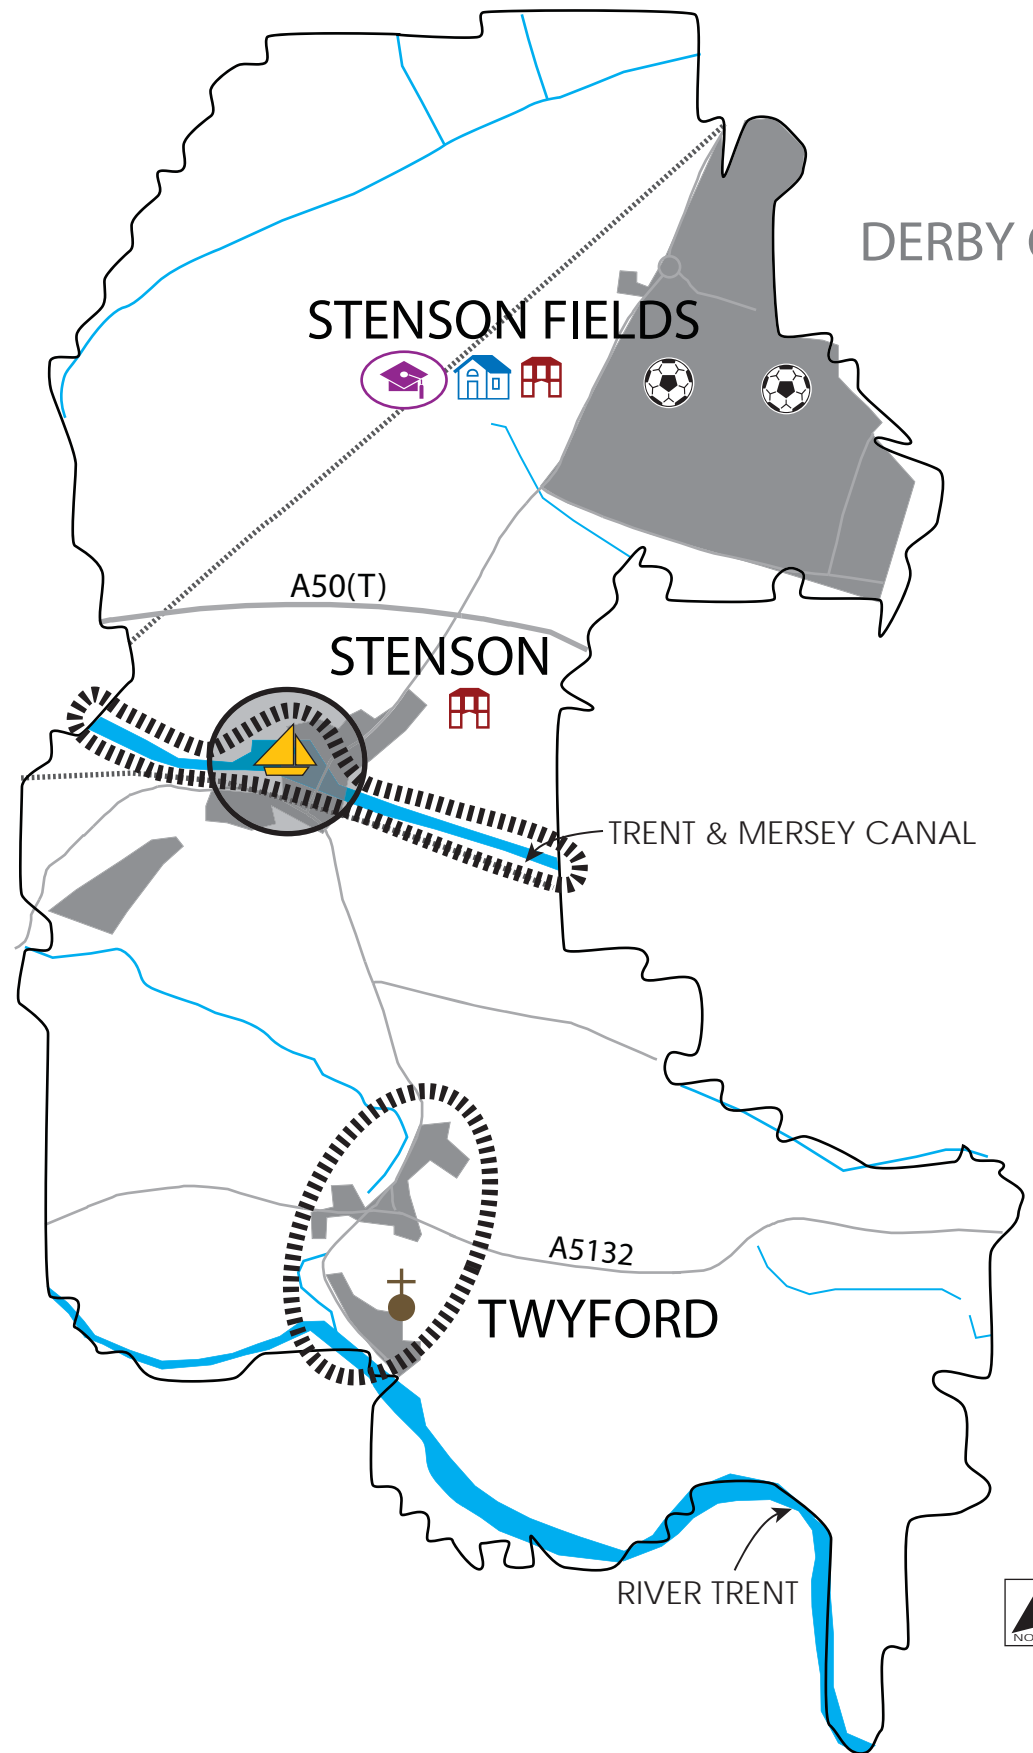 DERBY
STENSON FIELDS
A50(T)
STENSON
TRENT & MERSEY CANAL
A5132
TWYFORD
RIVER TRENT